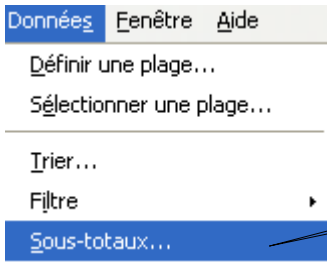 Données Fenêtre Aide
Définir une plage...
Sélectionner une plage...
Trier...
Filtre
Sous-totaux...